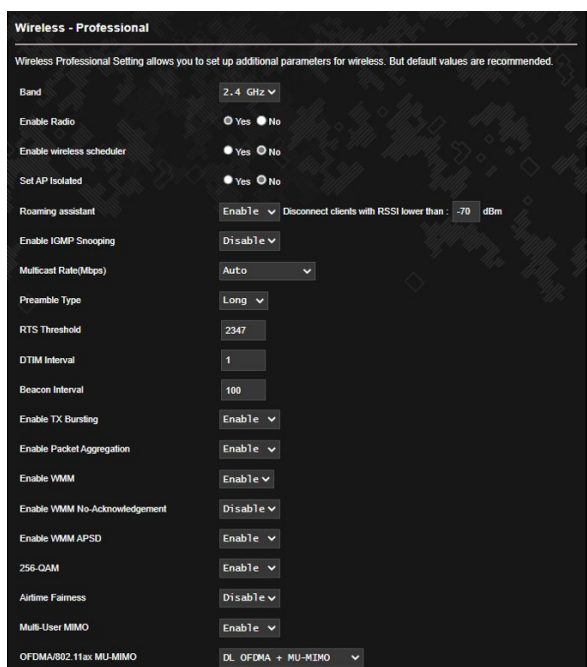 Wireless - Professional
Wireless Professional Setting allows you to set up additional parameters for wireless. But default values are recommended.
Band 2.4 GHz
Enable Radio Yes No
Enable wireless scheduler Yes No
Set AP Isolated Yes No
Roaming assistant Enable Disconnect clients with RSSI lower than : -70 dBm
Enable IGMP Snooping Disable
Multicast Rate(Mbps) Auto
Preamble Type Long
RTS Threshold 2347
DTIM Interval 1
Beacon Interval 100
Enable TX Bursting Enable
Enable Packet Aggregation Enable
Enable WMM Enable
Enable WMM No-Acknowledgement Disable
Enable WMM APSD Enable
256-QAM Enable
Airtime Fairness Disable
Multi-User MIMO Enable
OFDMA/802.11ax MU-MIMO DL OFDMA + MU-MIMO